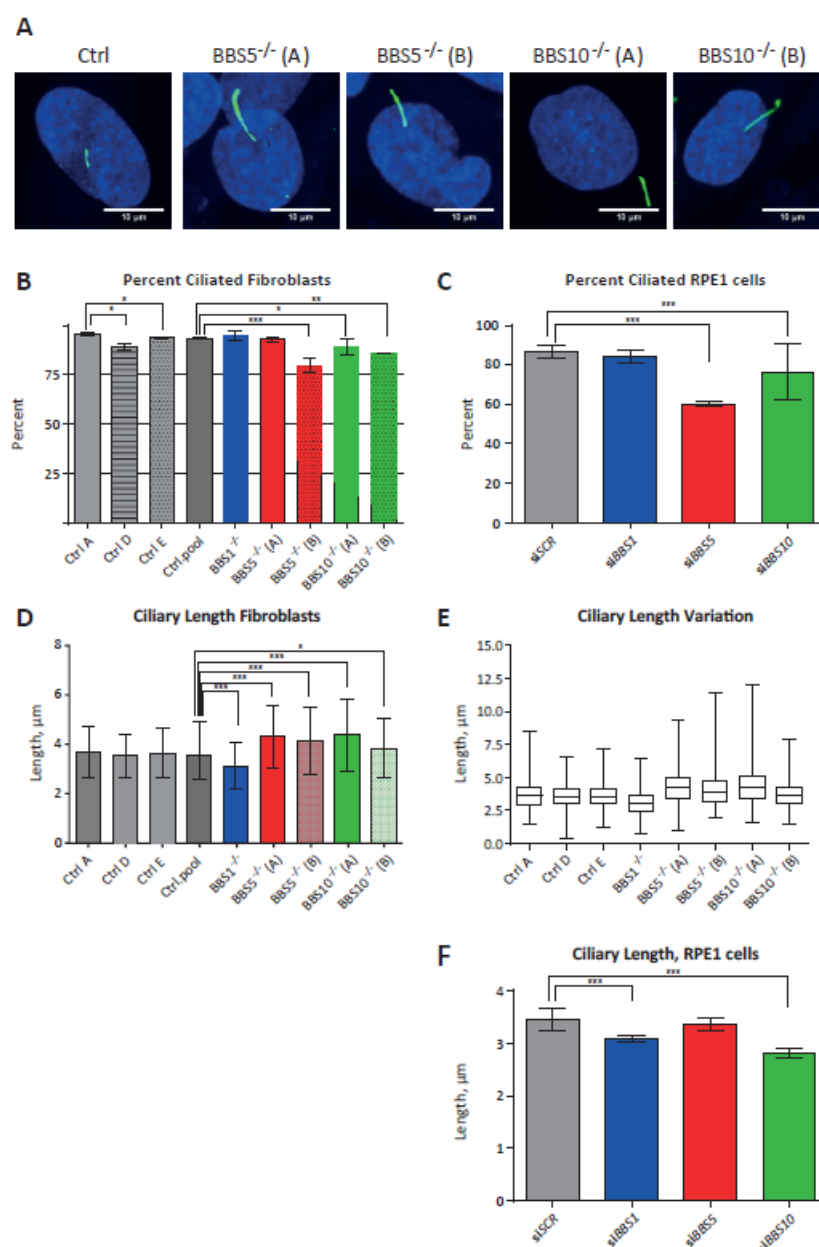 A
Ctrl
BBS5-/- (A)
BBS5-/- (B)
BBS10-/- (A)
BBS10-/- (B)
10 µm
10 µm
10 µm
10 µm
10 µm
B
Percent Ciliated Fibroblasts
**
*
***
*
*
Percent
75
50
25
Ctrl A
Ctrl D
Ctrl E
Ctrl.pool
BBS1-/-
BBS5-/- (A)
BBS5-/- (B)
BBS10-/- (A)
BBS10-/- (B)
C
Percent Ciliated RPE1 cells
***
***
Percent
100
80
60
40
80
0
siSCR
siBBS1
siBBS5
siBBS10
D
Ciliary Length Fibroblasts
*
***
***
***
***
Length, µm
8
6
4
2
0
Ctrl A
Ctrl D
Ctrl E
Ctrl.pool
BBS1-/-
BBS5-/- (A)
BBS5-/- (B)
BBS10-/- (A)
BBS10-/- (B)
E
Ciliary Length Variation
Length, µm
15.0
12.5
10.0
7.5
5.0
2.5
0.0
Ctrl A
Ctrl D
Ctrl E
BBS1-/-
BBS5-/- (A)
BBS5-/- (B)
BBS10-/- (A)
BBS10-/- (B)
F
Ciliary Length, RPE1 cells
***
***
Length, µm
4
3
2
1
0
siSCR
siBBS1
siBBS5
siBBS10